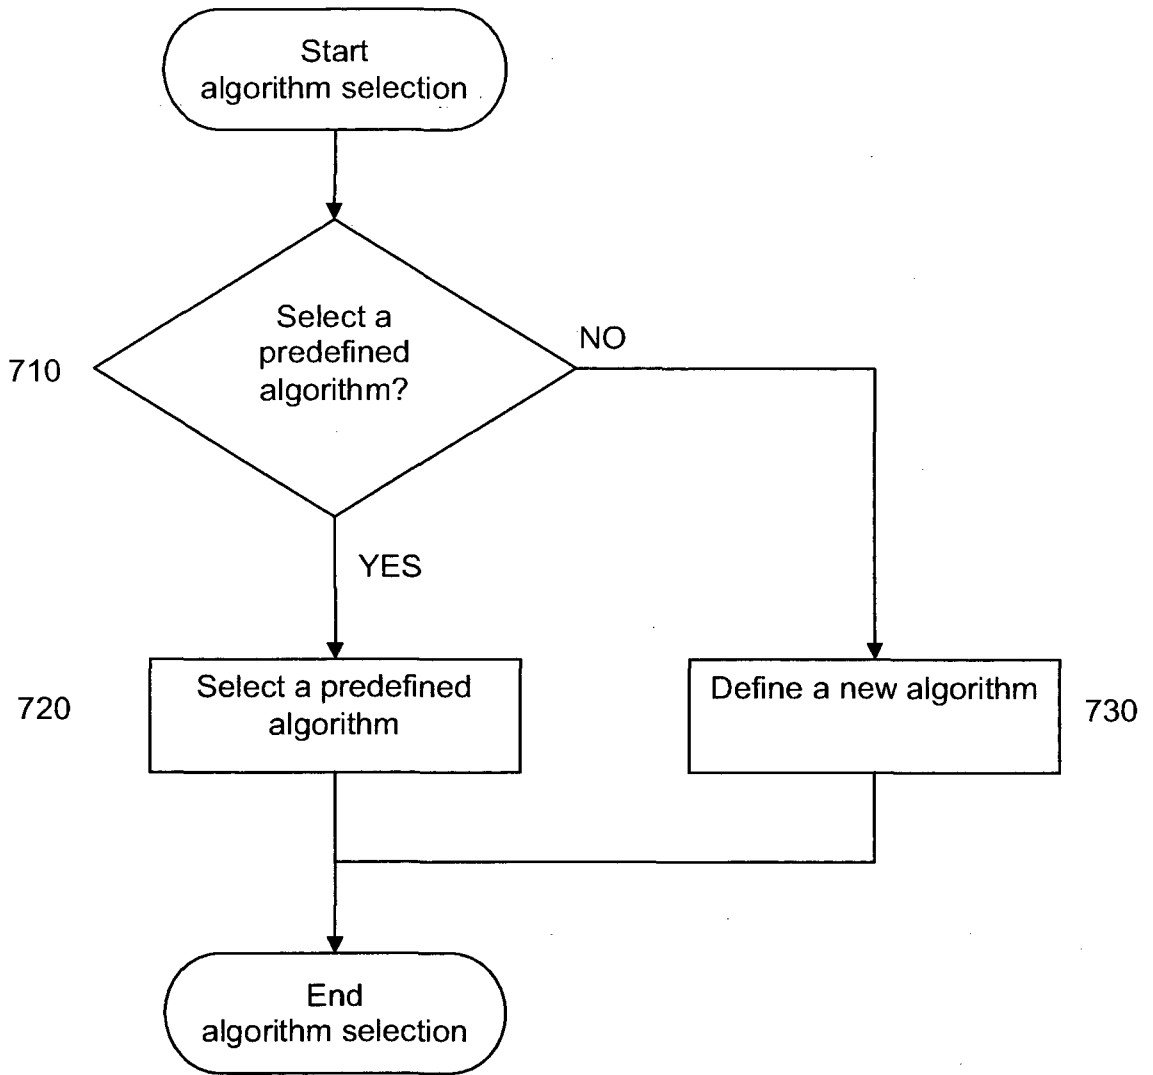 Start
algorithm selection
Select a
predefined
algorithm?
710
NO
YES
Select a predefined
algorithm
720
Define a new algorithm
730
End
algorithm selection